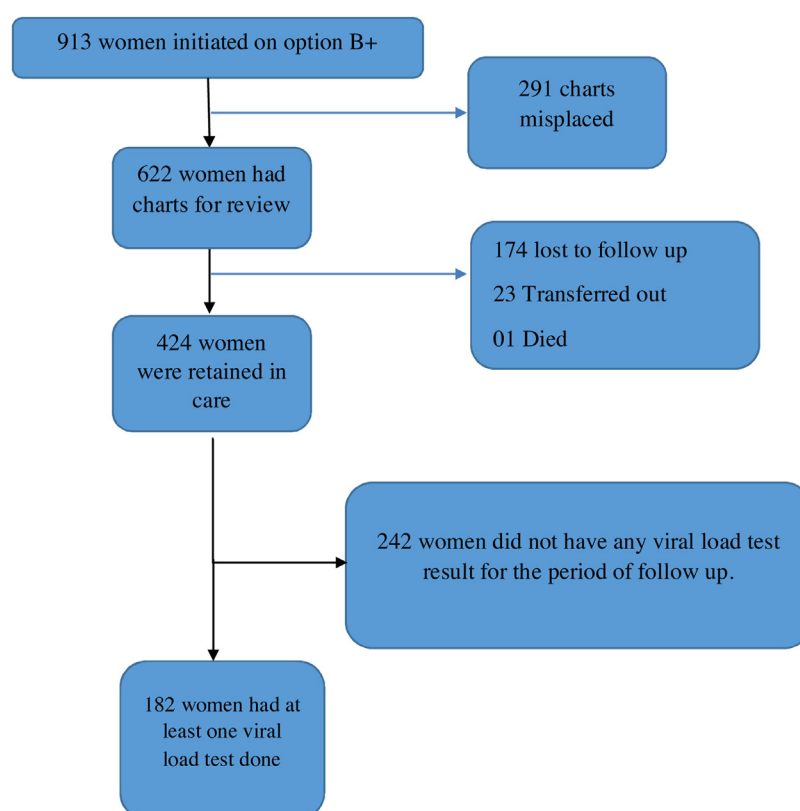 913 women initiated on option B+
291 charts
misplaced
622 women had
charts for review
174 lost to follow up
23 Transferred out
01 Died
424 women
were retained in
care
242 women did not have any viral load test
result for the period of follow up.
182 women had at
least one viral
load test done